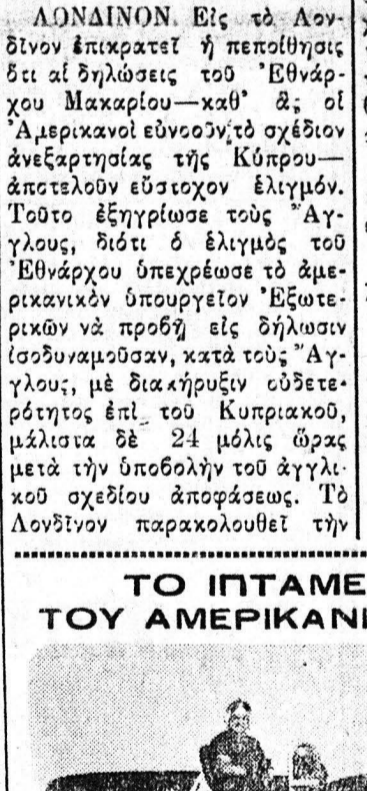 ΛΟΝΔΙΝΟΝ. Εἰς τὸ Λον-
δῖνον ἐπικρατεῖ ἡ πεποίθησις
ὅτι αἱ δηλώσεις τοῦ Ἐθνάρ-
χου Μακαρίου—καθ’ ἃς οἱ
Ἀμερικανοὶ εὐνοοῦν τὸ σχέδιον
ἀνεξαρτησίας τῆς Κύπρου—
ἀποτελοῦν εὔστοχον ἑλιγμόν.
Τοῦτο ἐξηγρίωσε τοὺς Ἄγ-
γλους, διότι ὁ ἑλιγμὸς τοῦ
Ἐθνάρχου ὑπεχρέωσε τὸ ἀμε-
ρικανικὸν ὑπουργεῖον Ἐξωτε-
ρικῶν νὰ προβῇ εἰς δήλωσιν
ἰσοδυναμοῦσαν, κατὰ τοὺς Ἄγ-
γλους, μὲ διακήρυξιν οὐδετε-
ρότητος ἐπὶ τοῦ Κυπριακοῦ,
μάλιστα δὲ 24 μόλις ὥρας
μετὰ τὴν ὑποβολὴν τοῦ ἀγγλι-
κοῦ σχεδίου ἀποφάσεως. Τὸ
Λονδῖνον παρακολουθεῖ τὴν
ΤΟ ΙΠΤΑΜΕ
ΤΟΥ ΑΜΕΡΙΚΑΝΙ